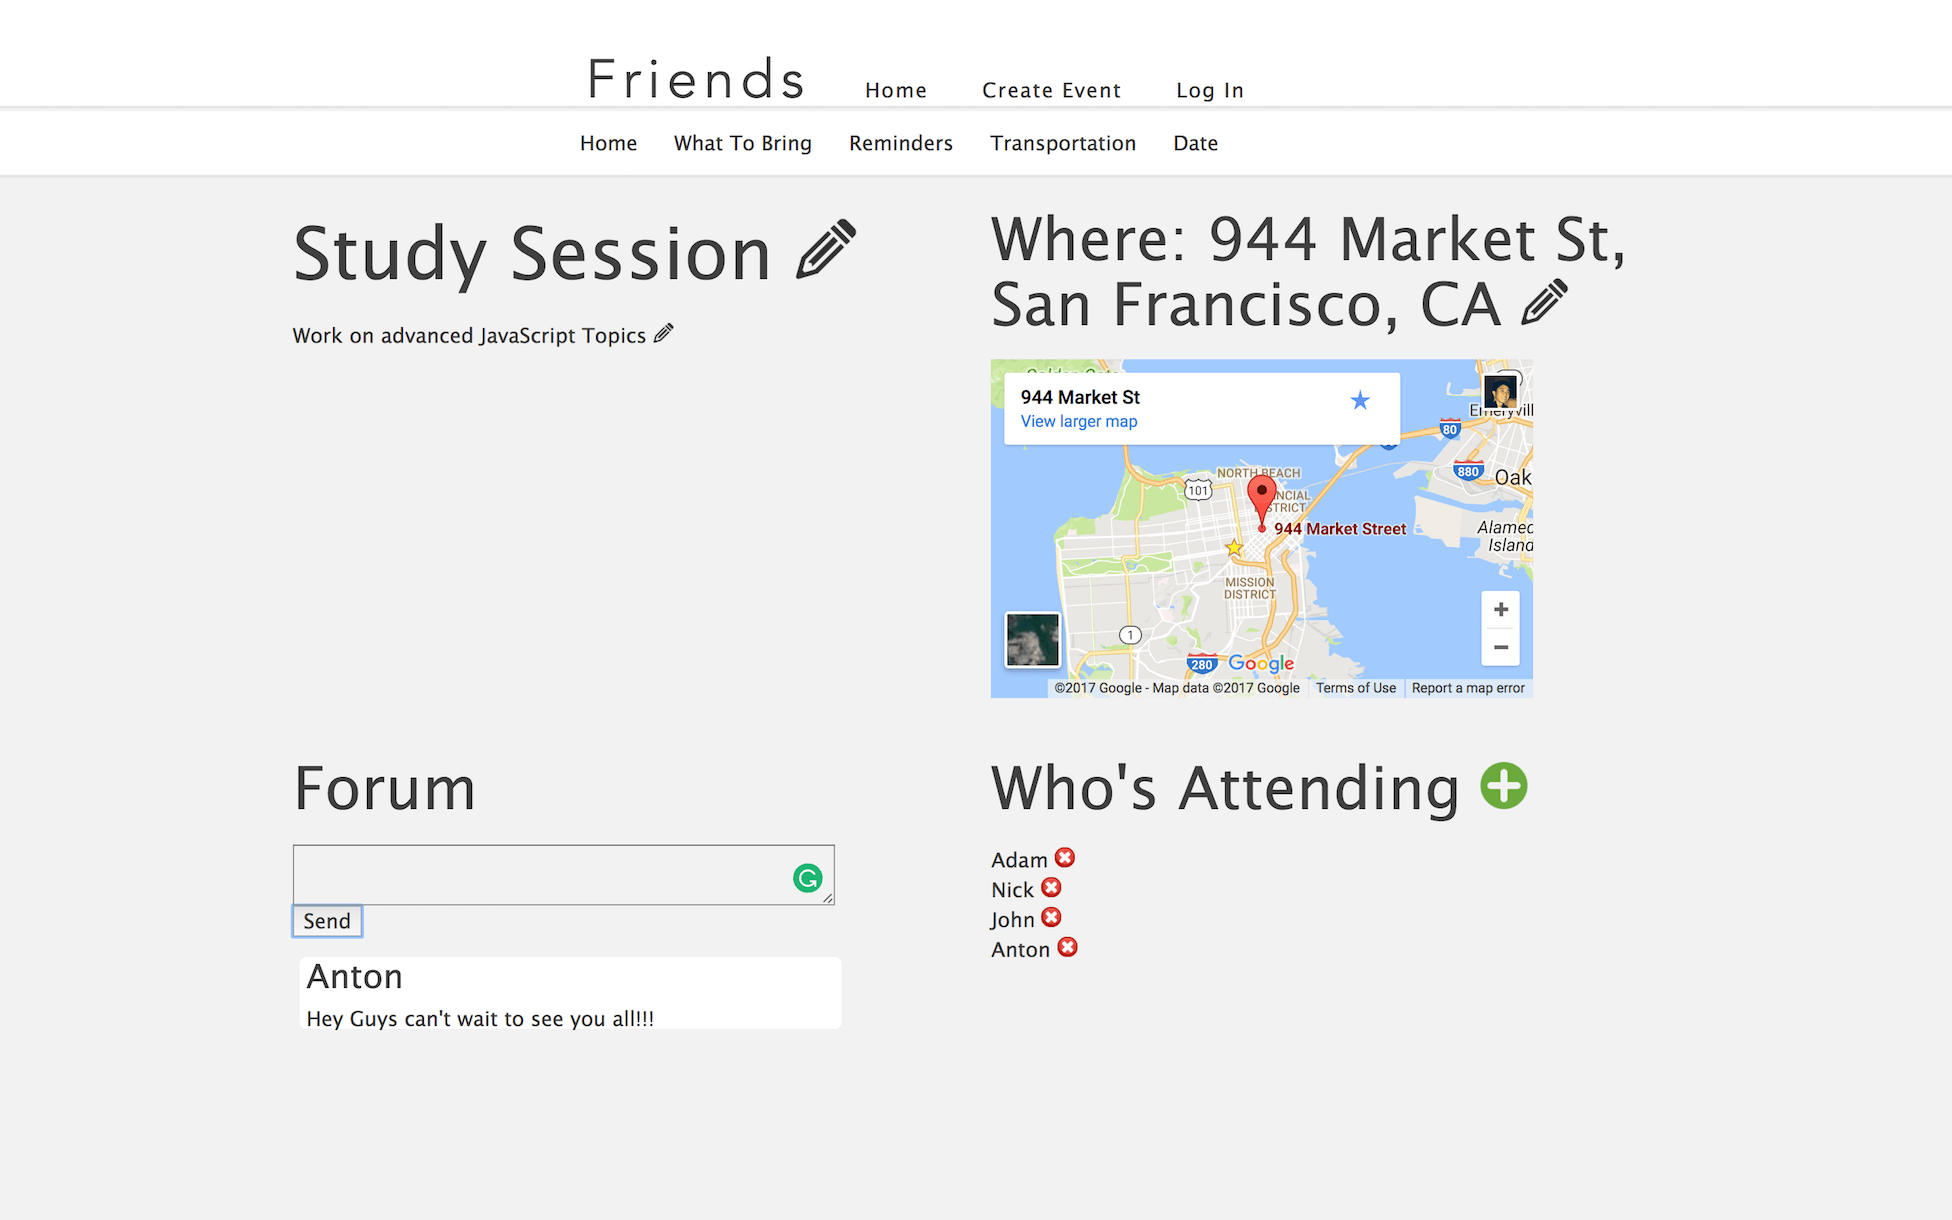 Friends
Home
Create Event
Log In
Home
What To Bring
Reminders
Transportation
Date
Study Session
Work on advanced JavaScript Topics
Where: 944 Market St,
San Francisco, CA
944 Market St
View larger map
80
880
Oak
NORTH BEACH
101
944 Market Street
Alamed
Island
MISSION
DISTRICT
1
280
Google
+
−
©2017 Google - Map data ©2017 Google
Terms of Use
Report a map error
Forum
Send
Anton
Hey Guys can't wait to see you all!!!
Who's Attending
Adam
Nick
John
Anton